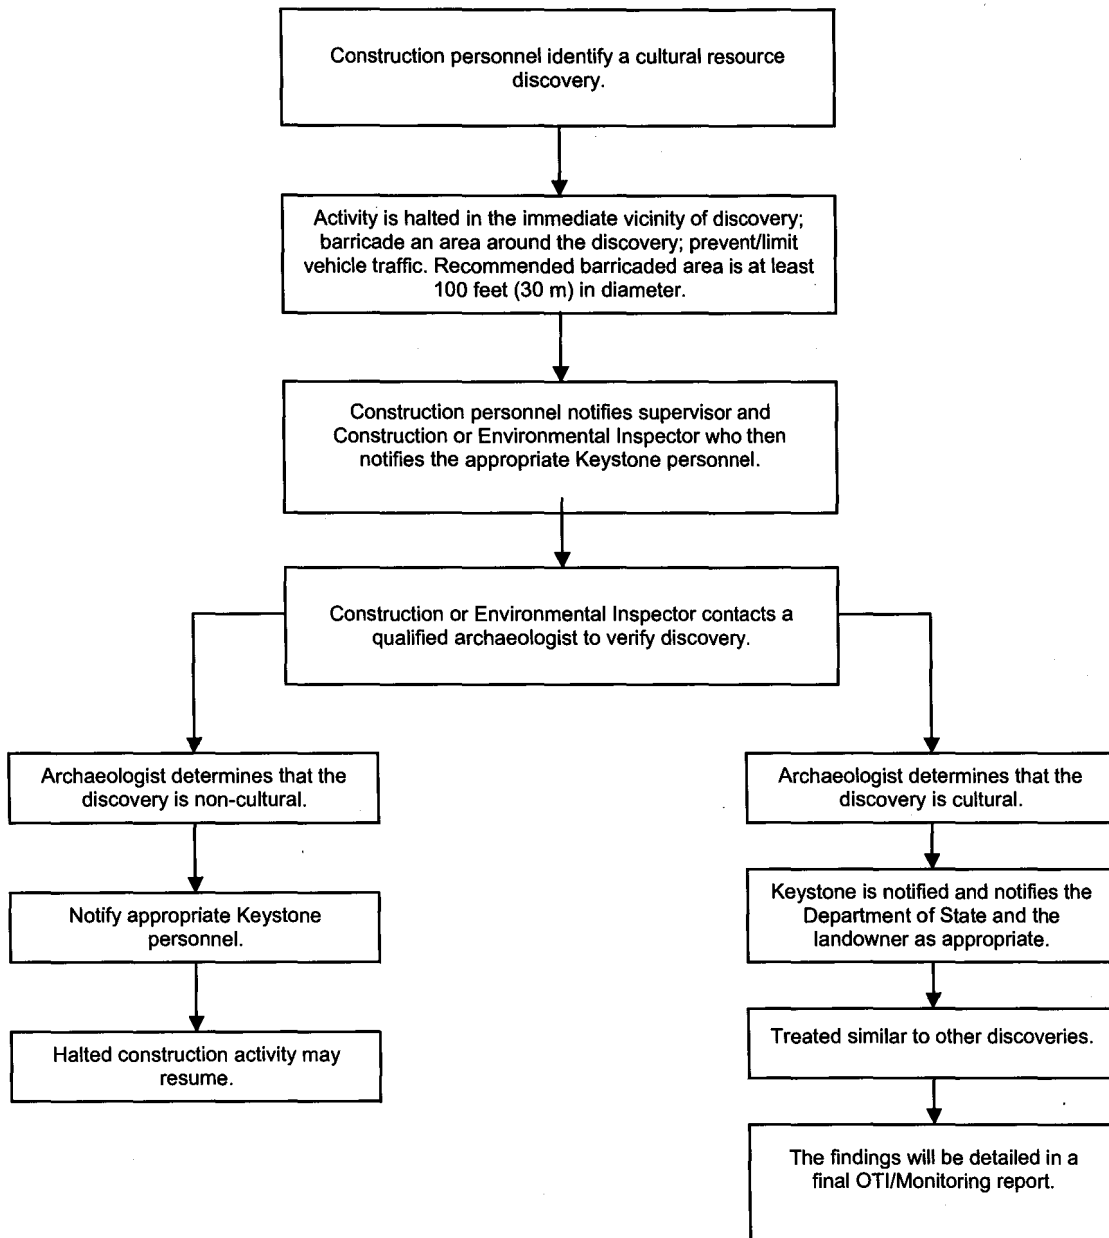 Construction personnel identify a cultural resource
discovery.
Activity is halted in the immediate vicinity of discovery;
barricade an area around the discovery; prevent/limit
vehicle traffic. Recommended barricaded area is at least
100 feet (30 m) in diameter.
Construction personnel notifies supervisor and
Construction or Environmental Inspector who then
notifies the appropriate Keystone personnel.
Construction or Environmental Inspector contacts a
qualified archaeologist to verify discovery.
Archaeologist determines that the
discovery is non-cultural.
Notify appropriate Keystone
personnel.
Halted construction activity may
resume.
Archaeologist determines that the
discovery is cultural.
Keystone is notified and notifies the
Department of State and the
landowner as appropriate.
Treated similar to other discoveries.
The findings will be detailed in a
final OTI/Monitoring report.